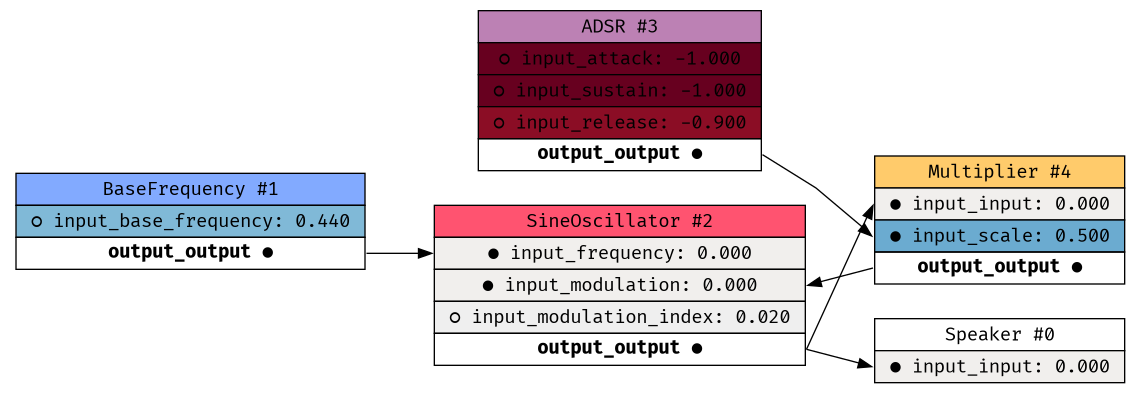 ADSR #3
○ input_attack: -1.000
○ input_sustain: -1.000
○ input_release: -0.900
output_output ●
BaseFrequency #1
○ input_base_frequency: 0.440
output_output ●
SineOscillator #2
● input_frequency: 0.000
● input_modulation: 0.000
○ input_modulation_index: 0.020
output_output ●
Multiplier #4
● input_input: 0.000
● input_scale: 0.500
output_output ●
Speaker #0
● input_input: 0.000